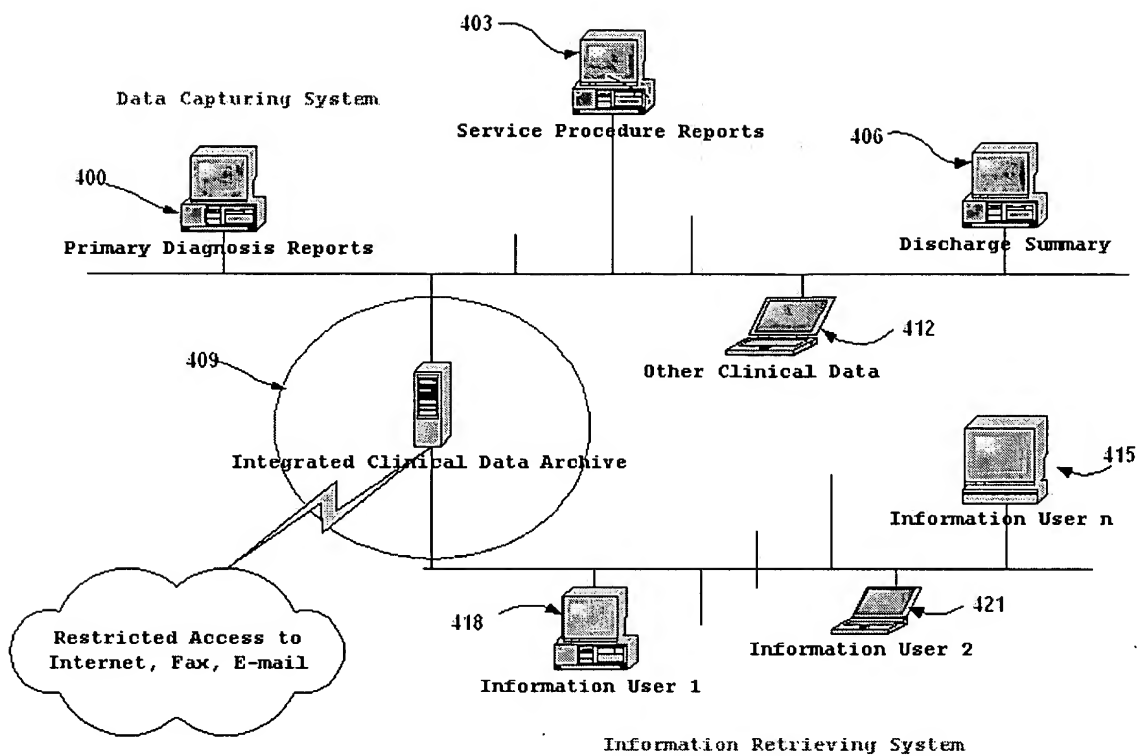 403
Data Capturing System
Service Procedure Reports
406
400
Primary Diagnosis Reports
Discharge Summary
412
409
Other Clinical Data
Integrated Clinical Data Archive
415
Information User n
418
421
Restricted Access to
Internet, Fax, E-mail
Information User 2
Information User 1
Information Retrieving System